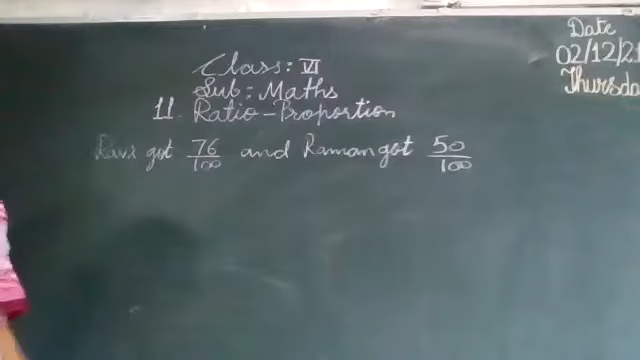 Date
02/12/21
Thursda
Class: VI
Sub: Maths
11. Ratio-Proportion
Ravi got 76/100 and Raman got 50/100